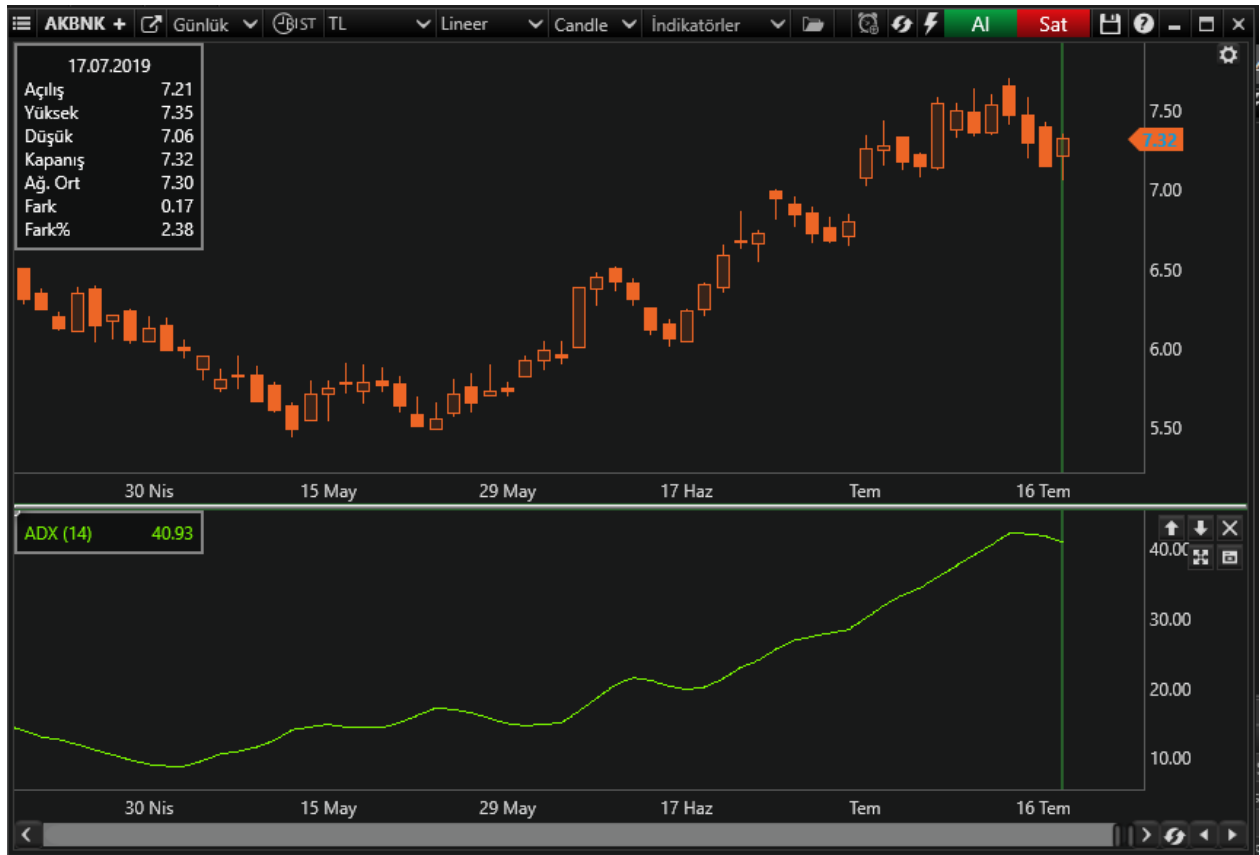 AKBNK + Günlük BIST TL Lineer Candle İndikatörler Al Sat
17.07.2019
Açılış 7.21
Yüksek 7.35
Düşük 7.06
Kapanış 7.32
Ağ. Ort 7.30
Fark 0.17
Fark% 2.38
7.50
7.32
7.00
6.50
6.00
5.50
30 Nis 15 May 29 May 17 Haz Tem 16 Tem
ADX (14) 40.93
40.00
30.00
20.00
10.00
30 Nis 15 May 29 May 17 Haz Tem 16 Tem